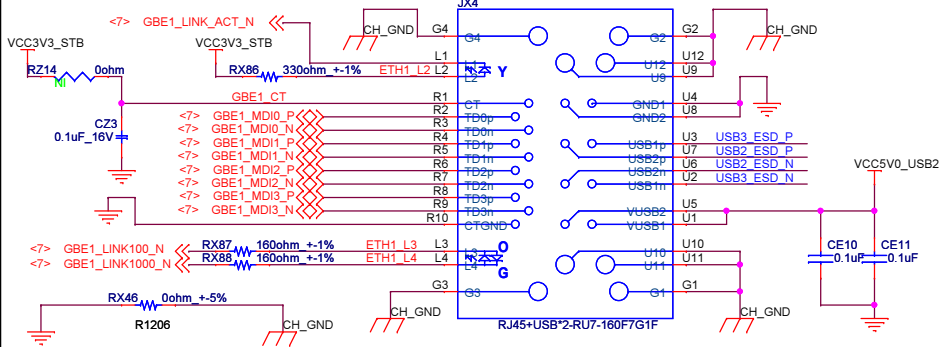 JX4
<7> GBE1_LINK_ACT_N
CH_GND
G4 G4
G2 G2
CH_GND
VCC3V3_STB
VCC3V3_STB
L1 L1
U12 U12
RZ14 0ohm
NI
RX86 330ohm_+-1% ETH1_L2 L2 L2 Y
U9 U9
GBE1_CT R1 CT
GND1 U4
<7> GBE1_MDI0_P R2 TD0p
GND2 U8
CZ3
0.1uF_16V
<7> GBE1_MDI0_N R3 TD0n
<7> GBE1_MDI1_P R4 TD1p
USB1p U3 USB3_ESD_P
<7> GBE1_MDI1_N R5 TD1n
USB2p U7 USB2_ESD_P
<7> GBE1_MDI2_P R6 TD2p
USB2n U6 USB2_ESD_N
VCC5V0_USB2
<7> GBE1_MDI2_N R7 TD2n
USB1n U2 USB3_ESD_N
<7> GBE1_MDI3_P R8 TD3p
<7> GBE1_MDI3_N R9 TD3n
VUSB2 U5
R10 CTGND
VUSB1 U1
<7> GBE1_LINK100_N RX87 160ohm_+-1% ETH1_L3 L3 L3 O
U10 U10
<7> GBE1_LINK1000_N RX88 160ohm_+-1% ETH1_L4 L4 L4 G
U11 U11
CE10
0.1uF
CE11
0.1uF
G3 G3
G1 G1
RX46 0ohm_+-5%
R1206
CH_GND
CH_GND
CH_GND
RJ45+USB*2-RU7-160F7G1F